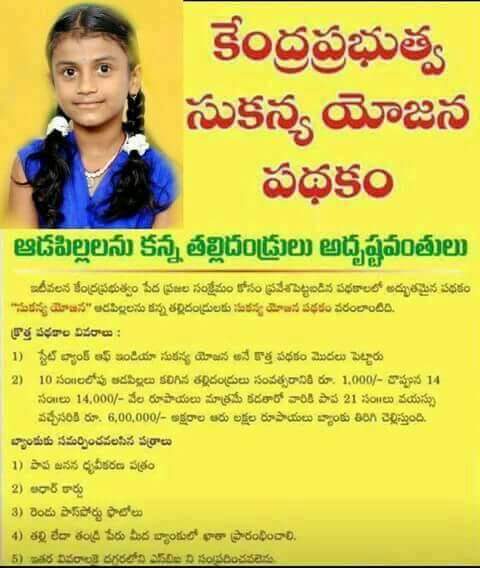 కేంద్రప్రభుత్వ
సుకన్య యోజన
పథకం
ఆడపిల్లలను కన్న తల్లిదండ్రులు అదృష్టవంతులు
ఇటీవలన కేంద్రప్రభుత్వం పేద ప్రజల సంక్షేమం కోసం ప్రవేశపెట్టబడిన పథకాలలో అద్భుతమైన పథకం
"సుకన్య యోజన" ఆడపిల్లలను కన్న తల్లిదండ్రులకు సుకన్య యోజన పథకం వరంలాంటిది.
క్రొత్త పథకాల వివరాలు :
1) స్టేట్ బ్యాంక్ ఆఫ్ ఇండియా సుకన్య యోజన అనే కొత్త పథకం మొదలు పెట్టారు
2) 10 సం॥లలోపు ఆడపిల్లలు కలిగిన తల్లిదండ్రులు సంవత్సరానికి రూ. 1,000/- చొప్పున 14
సం॥లు 14,000/- వేల రూపాయలు మాత్రమే కడతారో వారికి పాప 21 సం॥లు వయస్సు
వచ్చేసరికి రూ. 6,00,000/- అక్షరాల ఆరు లక్షల రూపాయలు బ్యాంకు తిరిగి చెల్లిస్తుంది.
బ్యాంకుకు సమర్పించవలసిన పత్రాలు
1) పాప జనన ధృవీకరణ పత్రం
2) ఆధార్ కార్డు
3) రెండు పాస్‌పోర్టు ఫొటోలు
4) తల్లి లేదా తండ్రి పేరు మీద బ్యాంకులో ఖాతా ప్రారంభించాలి.
5) ఇతర వివరాలకై దగ్గరలోని ఎస్‌బిఐ ని సంప్రదించవలెను.